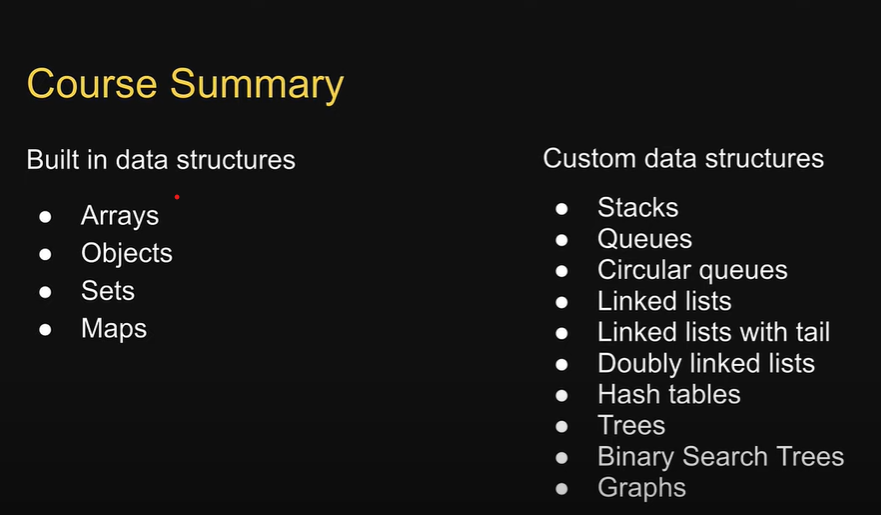 Course Summary
Built in data structures
● Arrays
● Objects
● Sets
● Maps
Custom data structures
● Stacks
● Queues
● Circular queues
● Linked lists
● Linked lists with tail
● Doubly linked lists
● Hash tables
● Trees
● Binary Search Trees
● Graphs